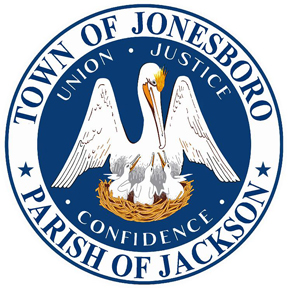 TOWN OF JONESBORO
UNION · JUSTICE
· CONFIDENCE ·
PARISH OF JACKSON